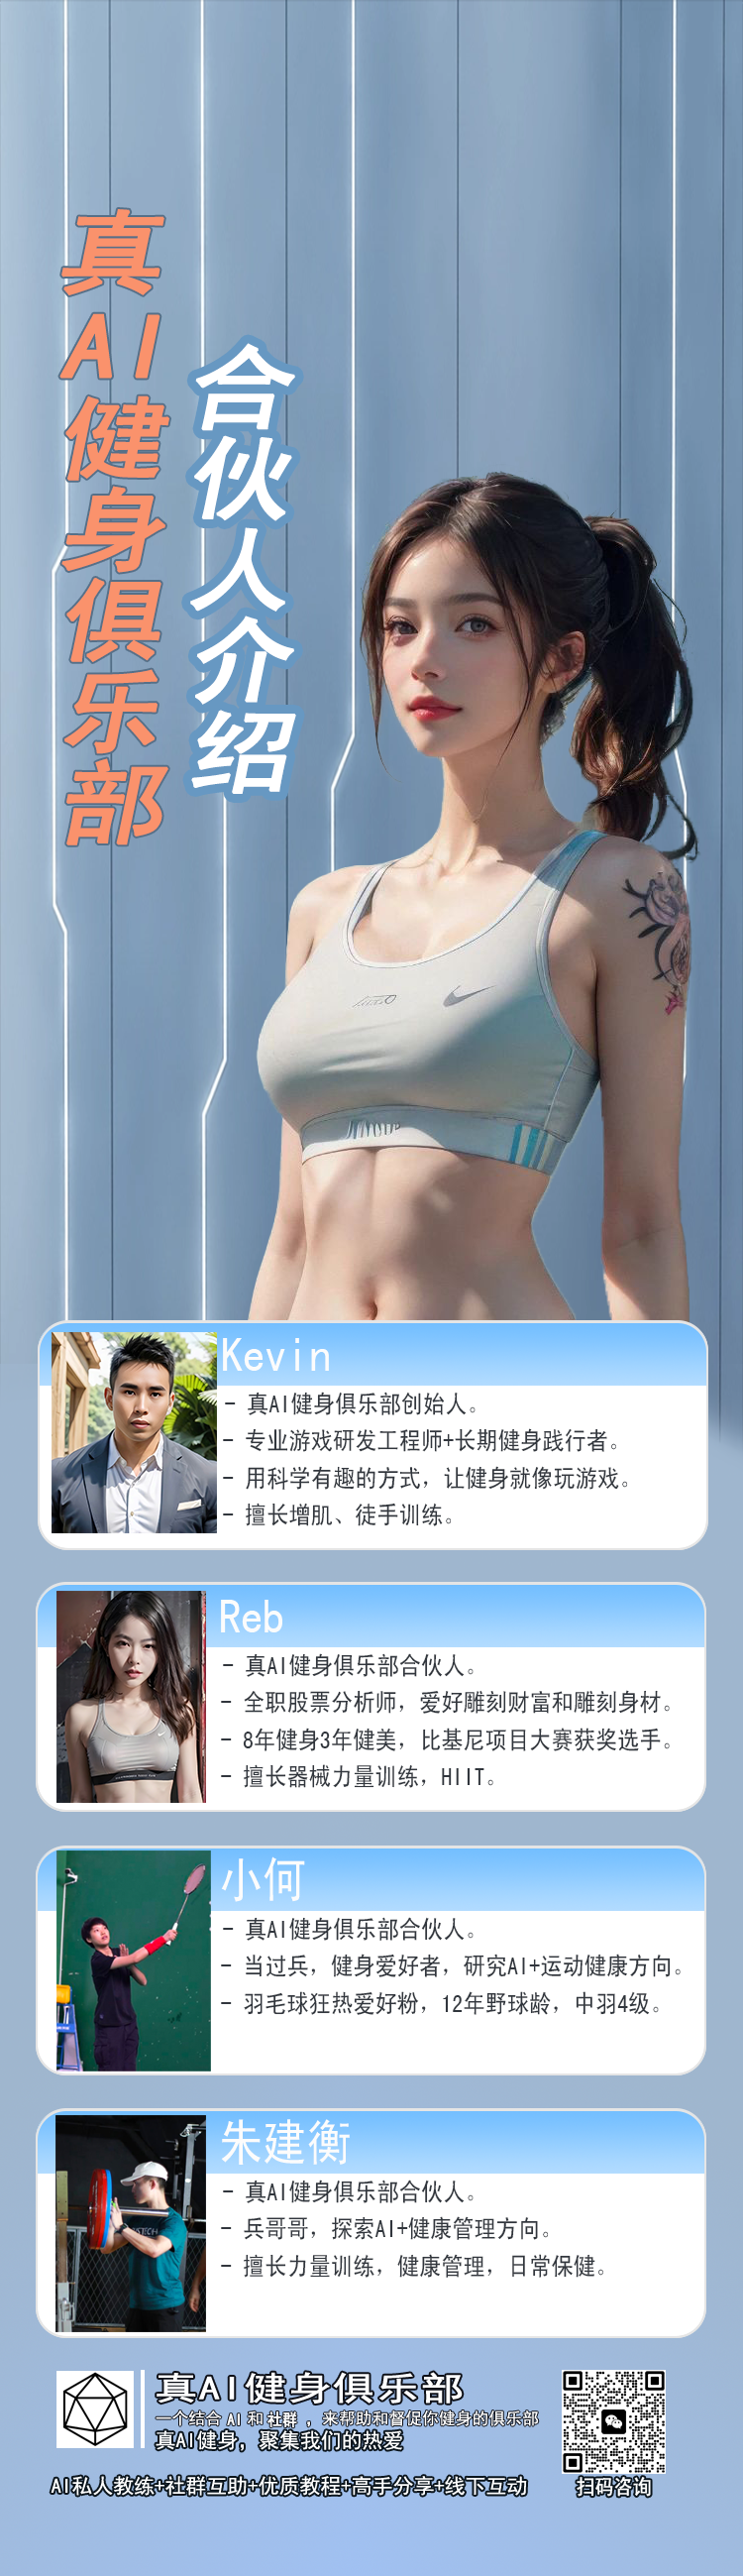 真AI健身俱乐部
合伙人介绍
Kevin
- 真AI健身俱乐部创始人。
- 专业游戏研发工程师+长期健身践行者。
- 用科学有趣的方式，让健身就像玩游戏。
- 擅长增肌、徒手训练。
Reb
- 真AI健身俱乐部合伙人。
- 全职股票分析师，爱好雕刻财富和雕刻身材。
- 8年健身3年健美，比基尼项目大赛获奖选手。
- 擅长器械力量训练，HIIT。
小何
- 真AI健身俱乐部合伙人。
- 当过兵，健身爱好者，研究AI+运动健康方向。
- 羽毛球狂热爱好粉，12年野球龄，中羽4级。
朱建衡
- 真AI健身俱乐部合伙人。
- 兵哥哥，探索AI+健康管理方向。
- 擅长力量训练，健康管理，日常保健。
真AI健身俱乐部
一个结合 AI 和 社群 ，来帮助和督促你健身的俱乐部
真AI健身，聚集我们的热爱
AI私人教练+社群互助+优质教程+高手分享+线下互动
扫码咨询